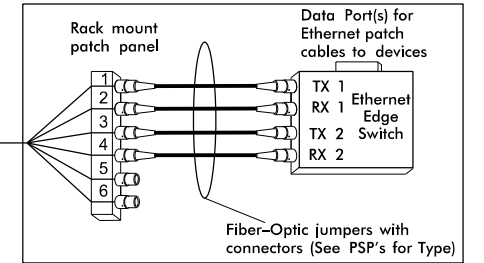 Rack mount
patch panel
Data Port(s) for
Ethernet patch
cables to devices
1
2
3
4
5
6
TX 1
RX 1
TX 2
RX 2
Ethernet
Edge
Switch
Fiber–Optic jumpers with
connectors (See PSP's for Type)